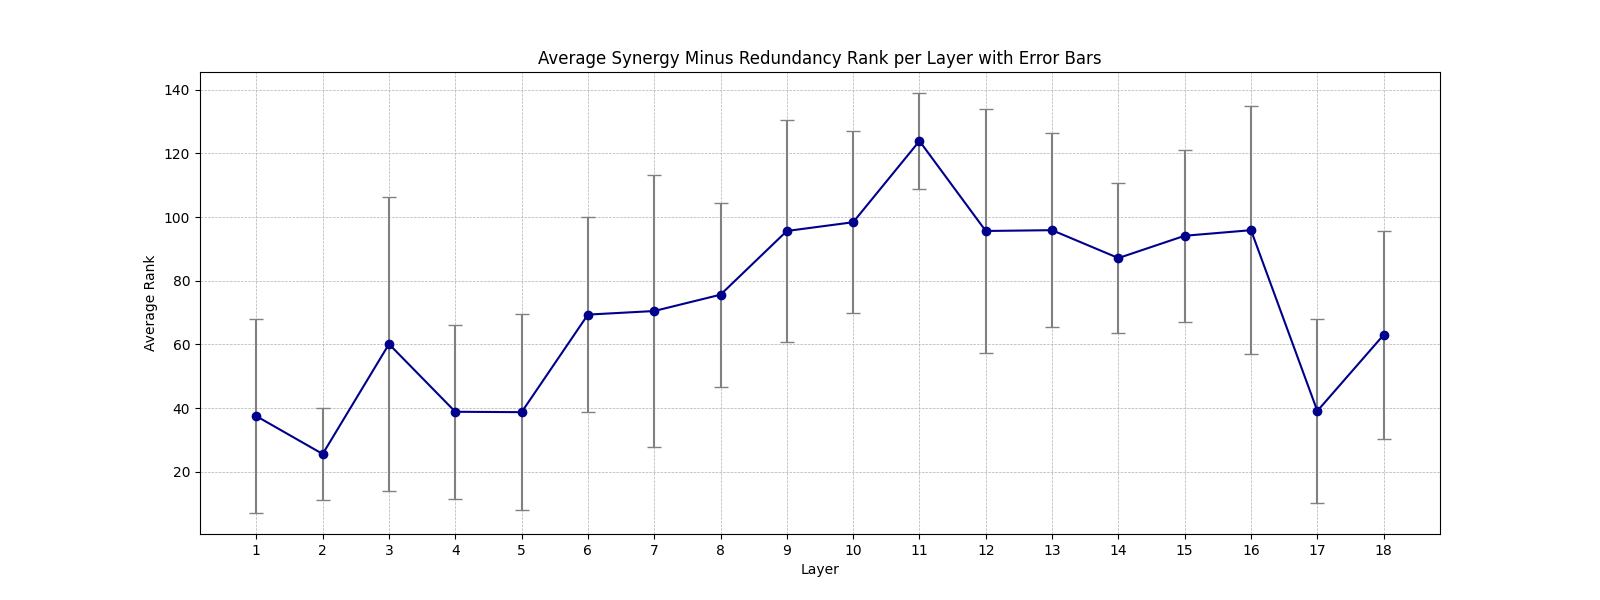 Average Synergy Minus Redundancy Rank per Layer with Error Bars
140
120
100
80
60
40
20
Average Rank
1 2 3 4 5 6 7 8 9 10 11 12 13 14 15 16 17 18
Layer